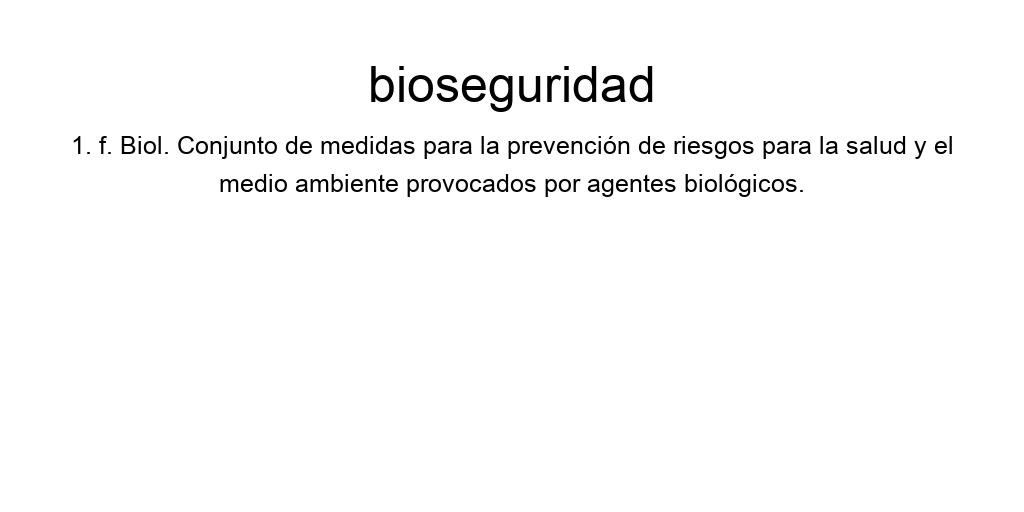 bioseguridad
1. f. Biol. Conjunto de medidas para la prevención de riesgos para la salud y el
medio ambiente provocados por agentes biológicos.